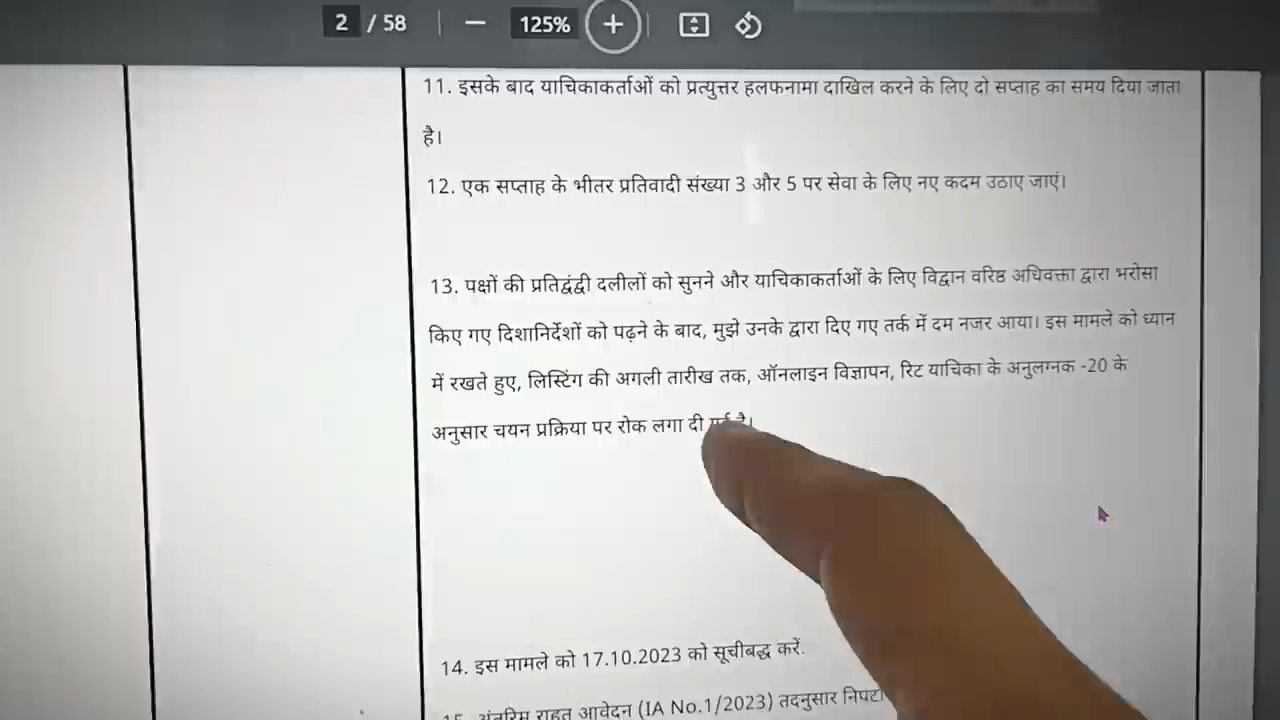 2 / 58
125%
11. इसके बाद याचिकाकर्ताओं को प्रत्युत्तर हलफनामा दाखिल करने के लिए दो सप्ताह का समय दिया जाता
है।
12. एक सप्ताह के भीतर प्रतिवादी संख्या 3 और 5 पर सेवा के लिए नए कदम उठाए जाएं।
13. पक्षों की प्रतिद्वंद्वी दलीलों को सुनने और याचिकाकर्ताओं के लिए विद्वान वरिष्ठ अधिवक्ता द्वारा भरोसा
किए गए दिशानिर्देशों को पढ़ने के बाद, मुझे उनके द्वारा दिए गए तर्क में दम नजर आया। इस मामले को ध्यान
में रखते हुए, लिस्टिंग की अगली तारीख तक, ऑनलाइन विज्ञापन, रिट याचिका के अनुलग्नक -20 के
अनुसार चयन प्रक्रिया पर रोक लगा दी गई है।
14. इस मामले को 17.10.2023 को सूचीबद्ध करें.
15. अंतरिम राहत आवेदन (IA No.1/2023) तदनुसार